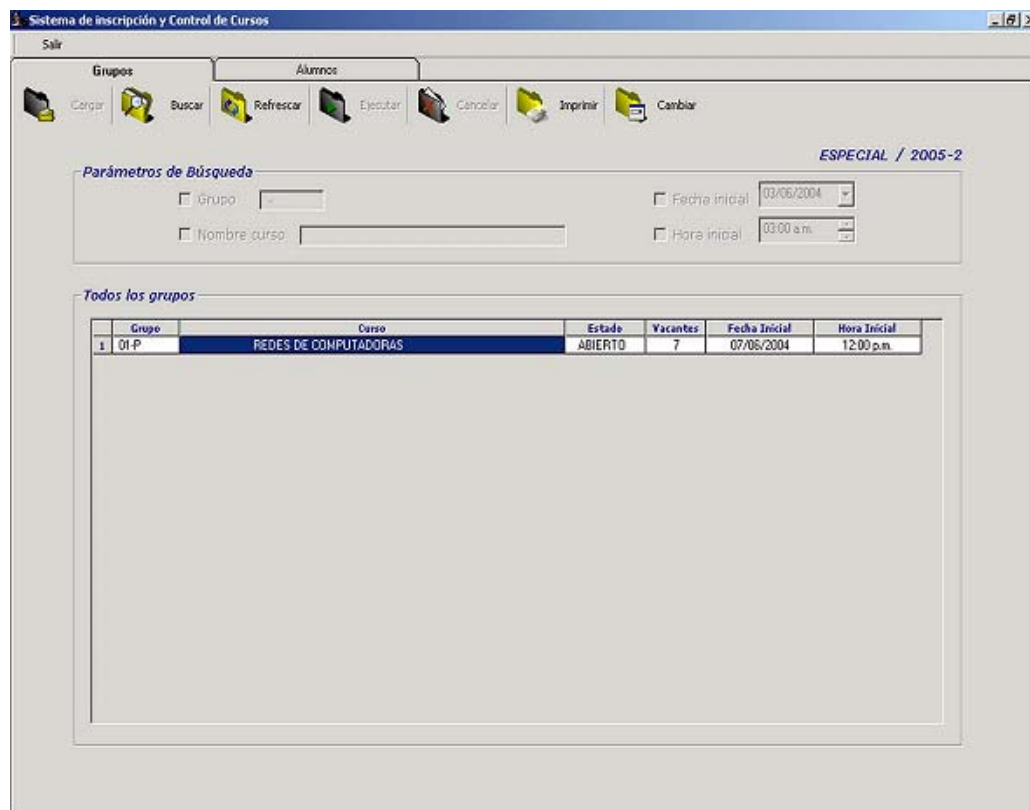 Sistema de inscripción y Control de Cursos
Salir
Grupos Alumnos
Cargar Buscar Refrescar Ejecutar Cancelar Imprimir Cambiar
ESPECIAL / 2005-2
Parámetros de Búsqueda
Grupo - Fecha inicial 03/06/2004
Nombre curso Hora inicial 03:00 a.m.
Todos los grupos
Grupo Curso Estado Vacantes Fecha Inicial Hora Inicial
1 01-P REDES DE COMPUTADORAS ABIERTO 7 07/06/2004 12:00 p.m.